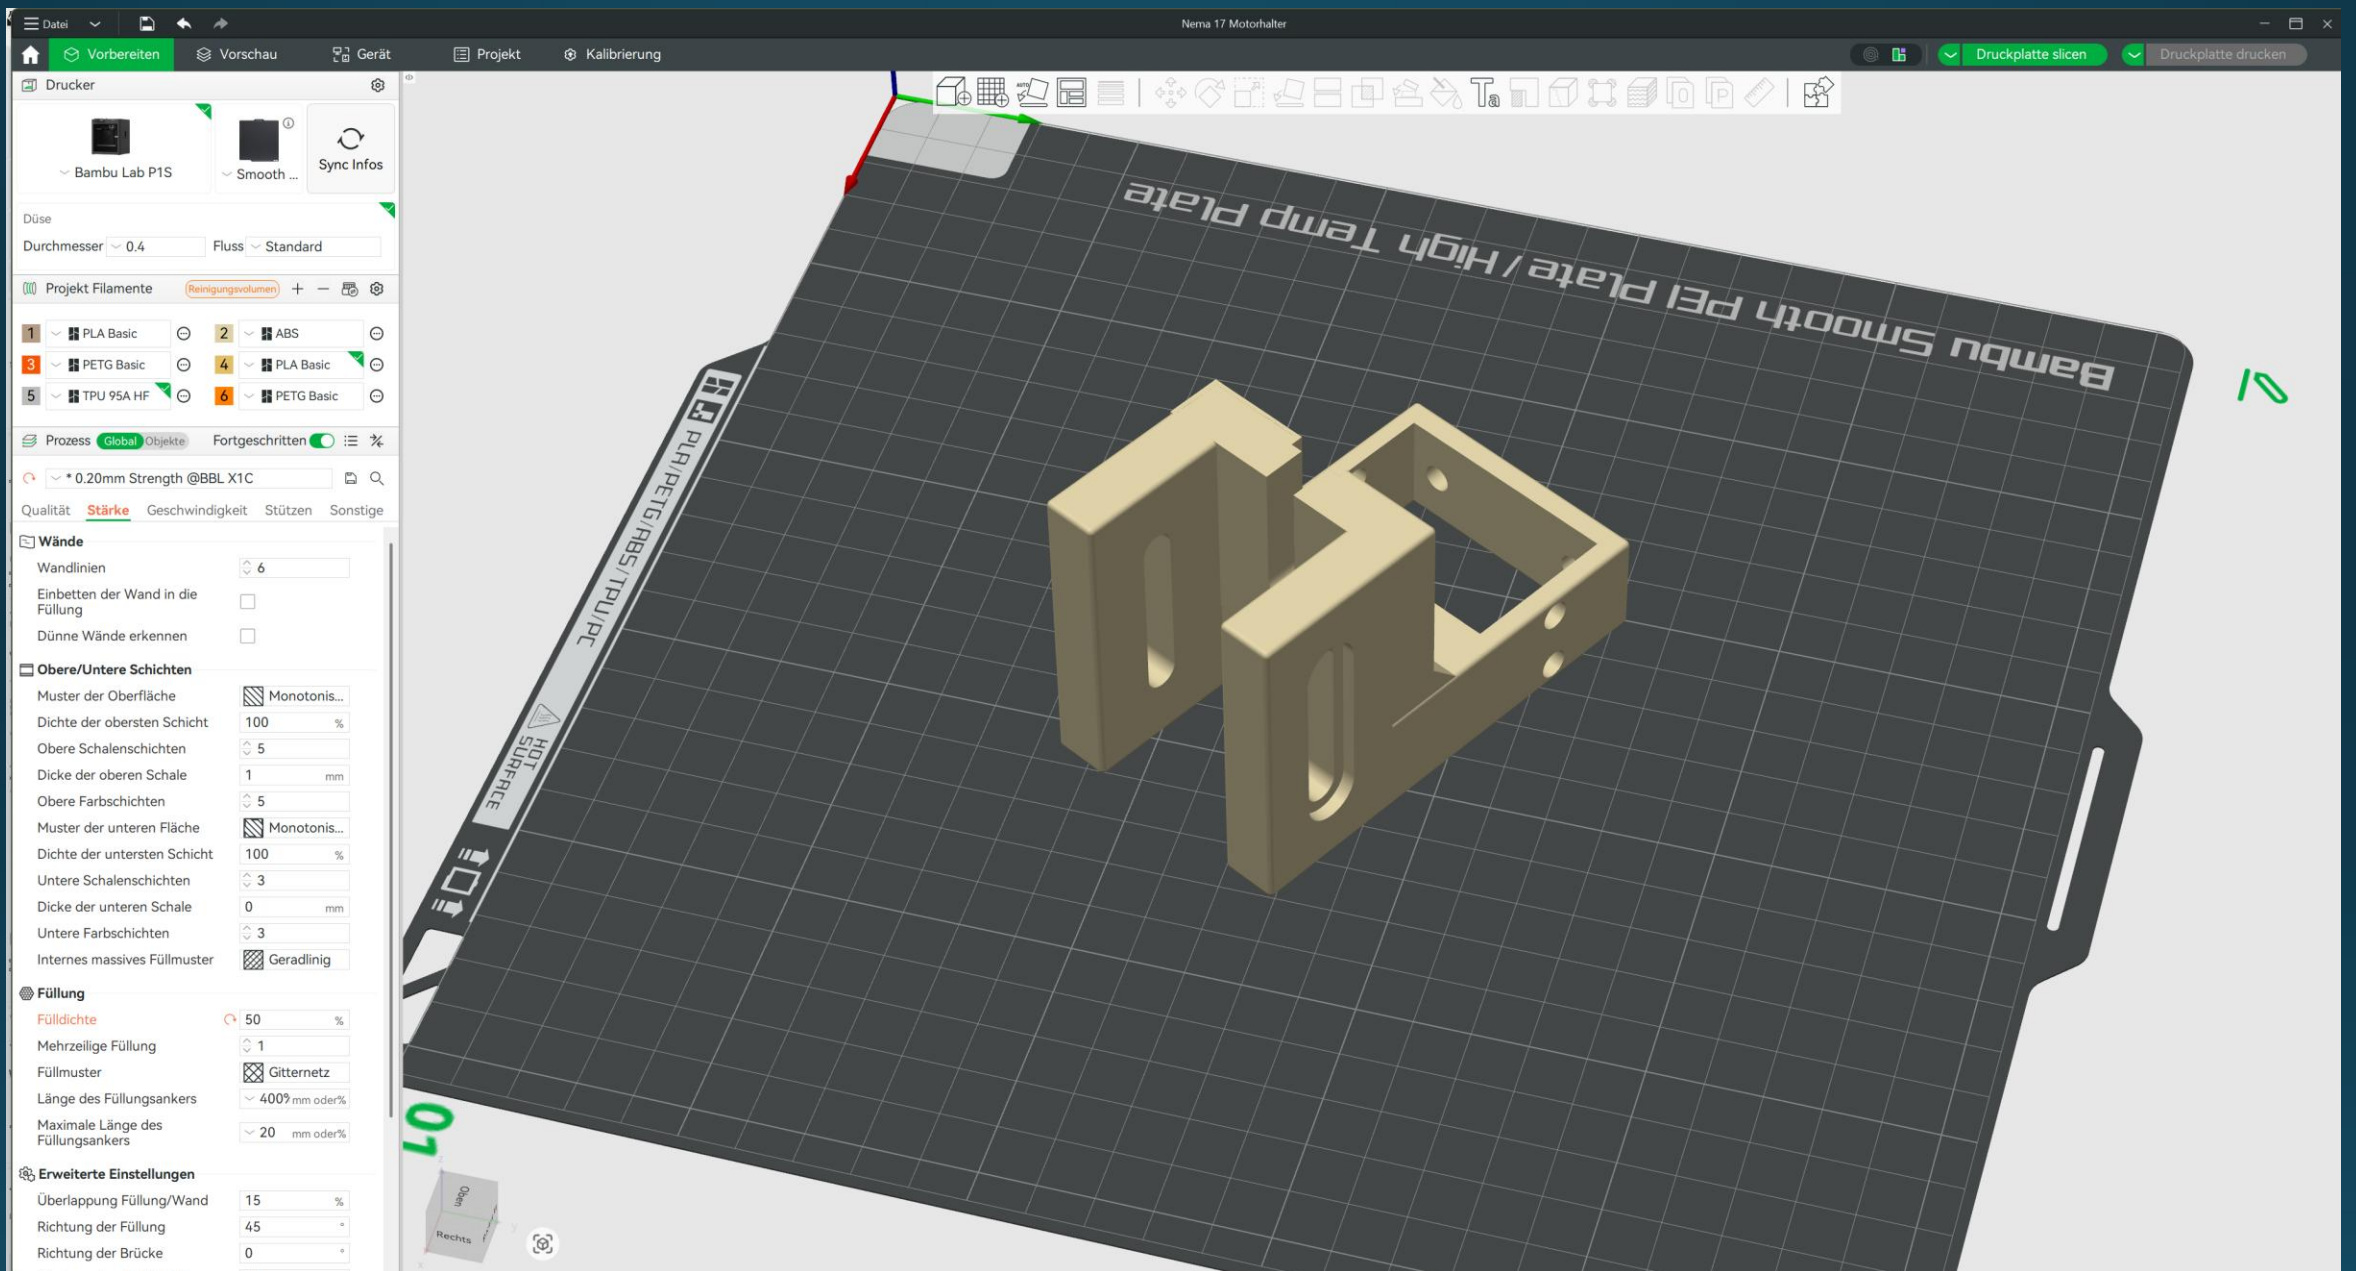 Datei
Nema 17 Motorhalter
Vorbereiten Vorschau Gerät Projekt Kalibrierung Druckplatte slicen Druckplatte drucken
Drucker
Bambu Lab P1S Smooth ... Sync Infos
Düse
Durchmesser 0.4 Fluss Standard
Projekt Filamente Reinigungsvolumen
1 PLA Basic 2 ABS
3 PETG Basic 4 PLA Basic
5 TPU 95A HF 6 PETG Basic
Prozess Global Objekte Fortgeschritten
* 0.20mm Strength @BBL X1C
Qualität Stärke Geschwindigkeit Stützen Sonstige
Wände
Wandlinien 6
Einbetten der Wand in die
Füllung
Dünne Wände erkennen
Obere/Untere Schichten
Muster der Oberfläche Monotonis...
Dichte der obersten Schicht 100 %
Obere Schalenschichten 5
Dicke der oberen Schale 1 mm
Obere Farbschichten 5
Muster der unteren Fläche Monotonis...
Dichte der untersten Schicht 100 %
Untere Schalenschichten 3
Dicke der unteren Schale 0 mm
Untere Farbschichten 3
Internes massives Füllmuster Geradlinig
Füllung
Fülldichte 50 %
Mehrzeilige Füllung 1
Füllmuster Gitternetz
Länge des Füllungsankers 400% mm oder%
Maximale Länge des
Füllungsankers 20 mm oder%
Erweiterte Einstellungen
Überlappung Füllung/Wand 15 %
Richtung der Füllung 45 °
Richtung der Brücke 0 °
AUTO
Ta
O
P
Bambu Smooth PEI Plate / High Temp Plate
PLA/PETG/ABS/TPU/PC
HOT
SURFACE
01
Oben
Rechts